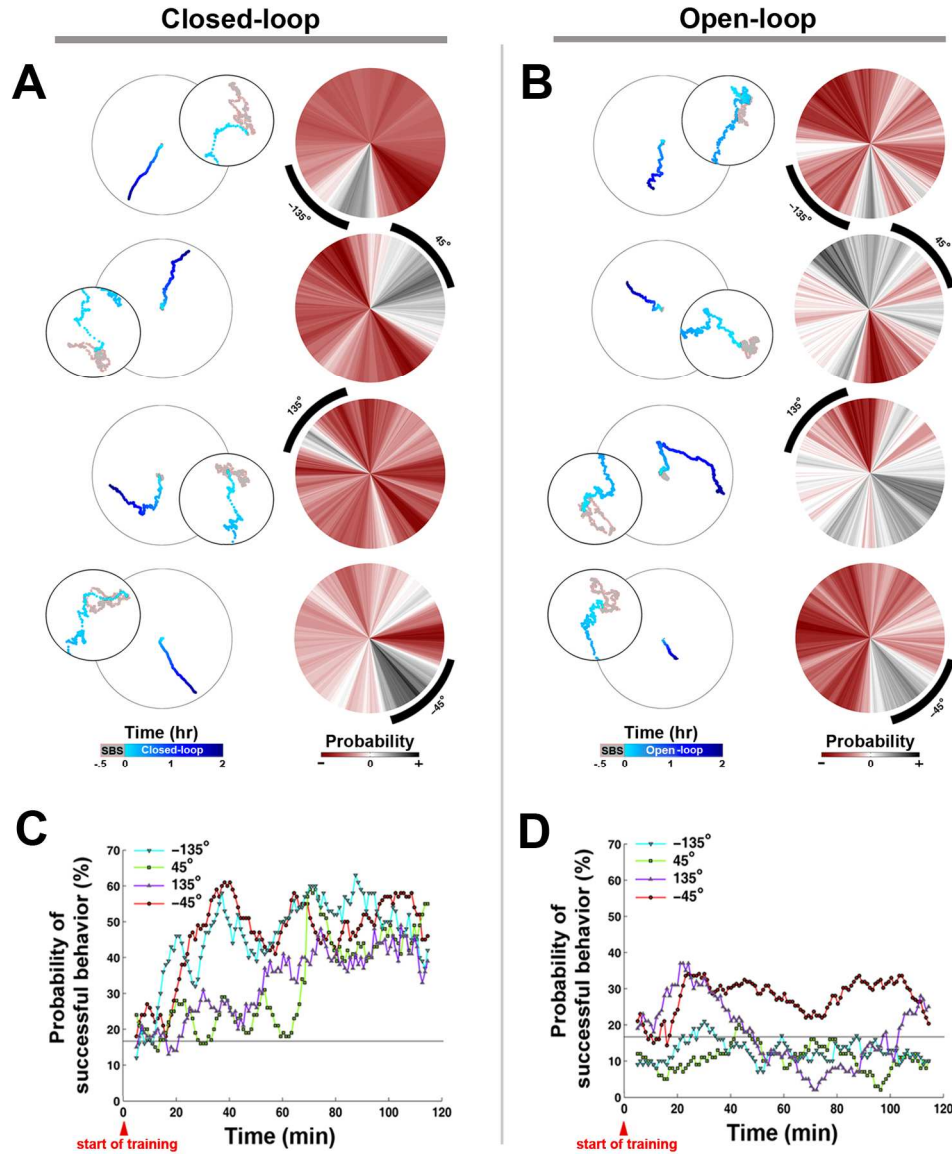 Closed-loop
Open-loop
A
B
-135°
45°
135°
-45°
-135°
45°
135°
-45°
Time (hr)
SBS Closed-loop
-.5 0 1 2
Probability
- 0 +
Time (hr)
SBS Open-loop
-.5 0 1 2
Probability
- 0 +
C
Probability of
successful behavior (%)
70
60
50
40
30
20
10
0
-135°
45°
135°
-45°
0 20 40 60 80 100 120
start of training
Time (min)
D
Probability of
successful behavior (%)
70
60
50
40
30
20
10
0
-135°
45°
135°
-45°
0 20 40 60 80 100 120
start of training
Time (min)